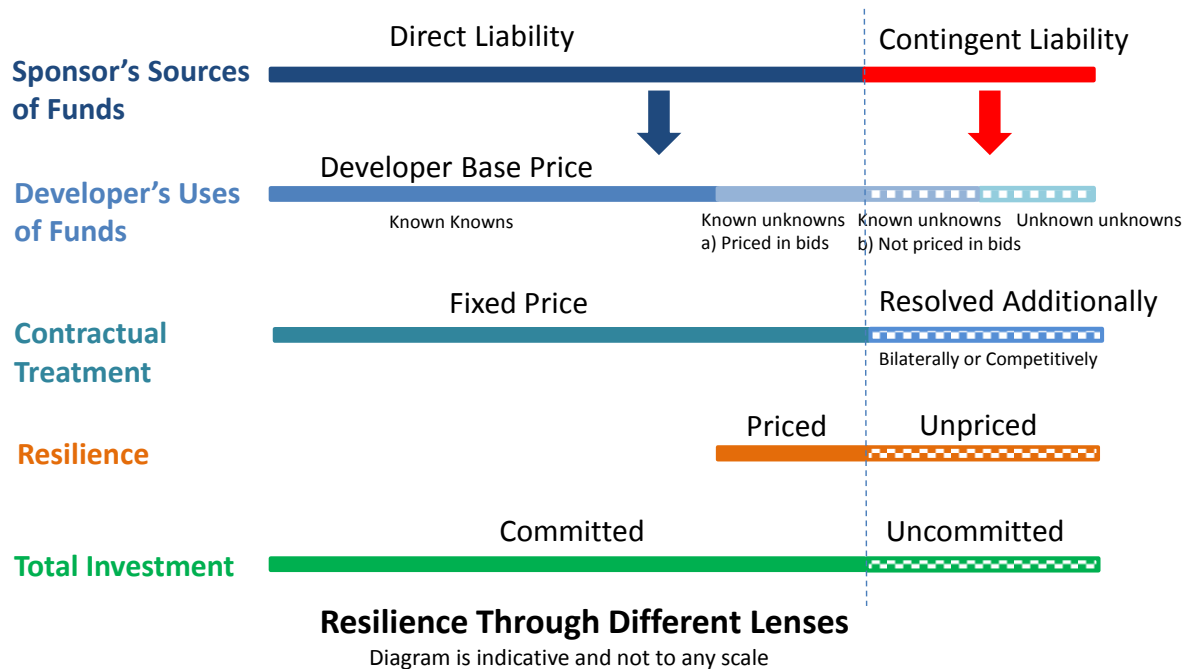 Direct Liability
Contingent Liability
Sponsor's Sources
of Funds
Developer Base Price
Developer's Uses
of Funds
Known Knowns
Known unknowns
a) Priced in bids
Known unknowns
b) Not priced in bids
Unknown unknowns
Fixed Price
Resolved Additionally
Contractual
Treatment
Bilaterally or Competitively
Priced
Unpriced
Resilience
Committed
Uncommitted
Total Investment
Resilience Through Different Lenses
Diagram is indicative and not to any scale